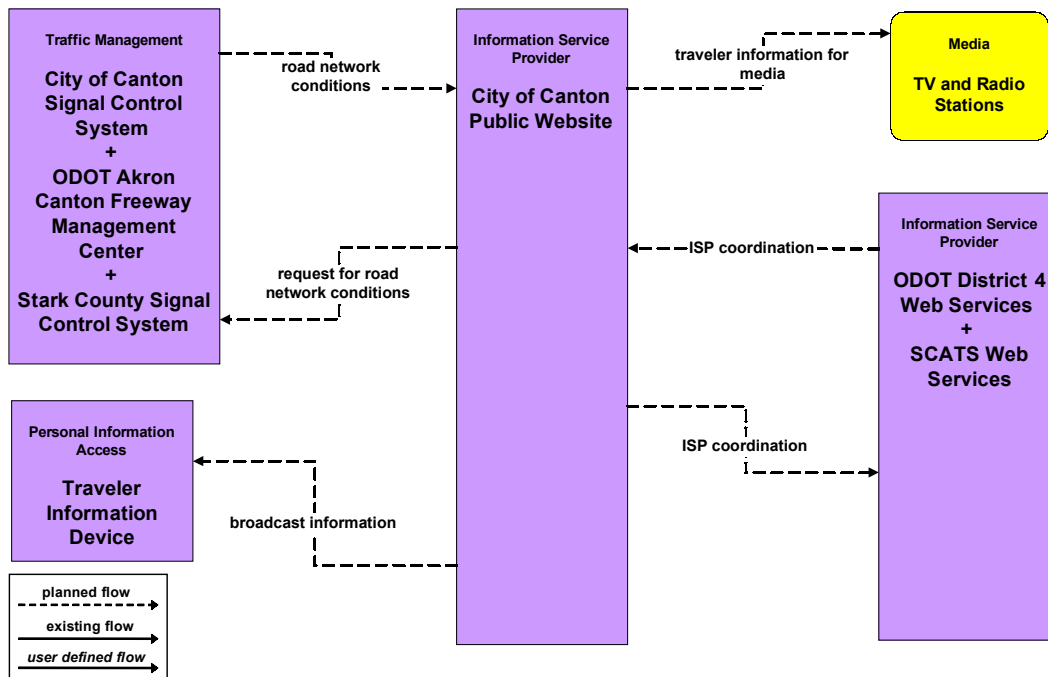 Traffic Management
City of Canton
Signal Control
System
+
ODOT Akron
Canton Freeway
Management
Center
+
Stark County Signal
Control System
road network
conditions
Information Service
Provider
City of Canton
Public Website
traveler information for
media
Media
TV and Radio
Stations
request for road
network conditions
ISP coordination
Information Service
Provider
ODOT District 4
Web Services
+
SCATS Web
Services
ISP coordination
Personal Information
Access
Traveler
Information
Device
broadcast information
planned flow
existing flow
user defined flow